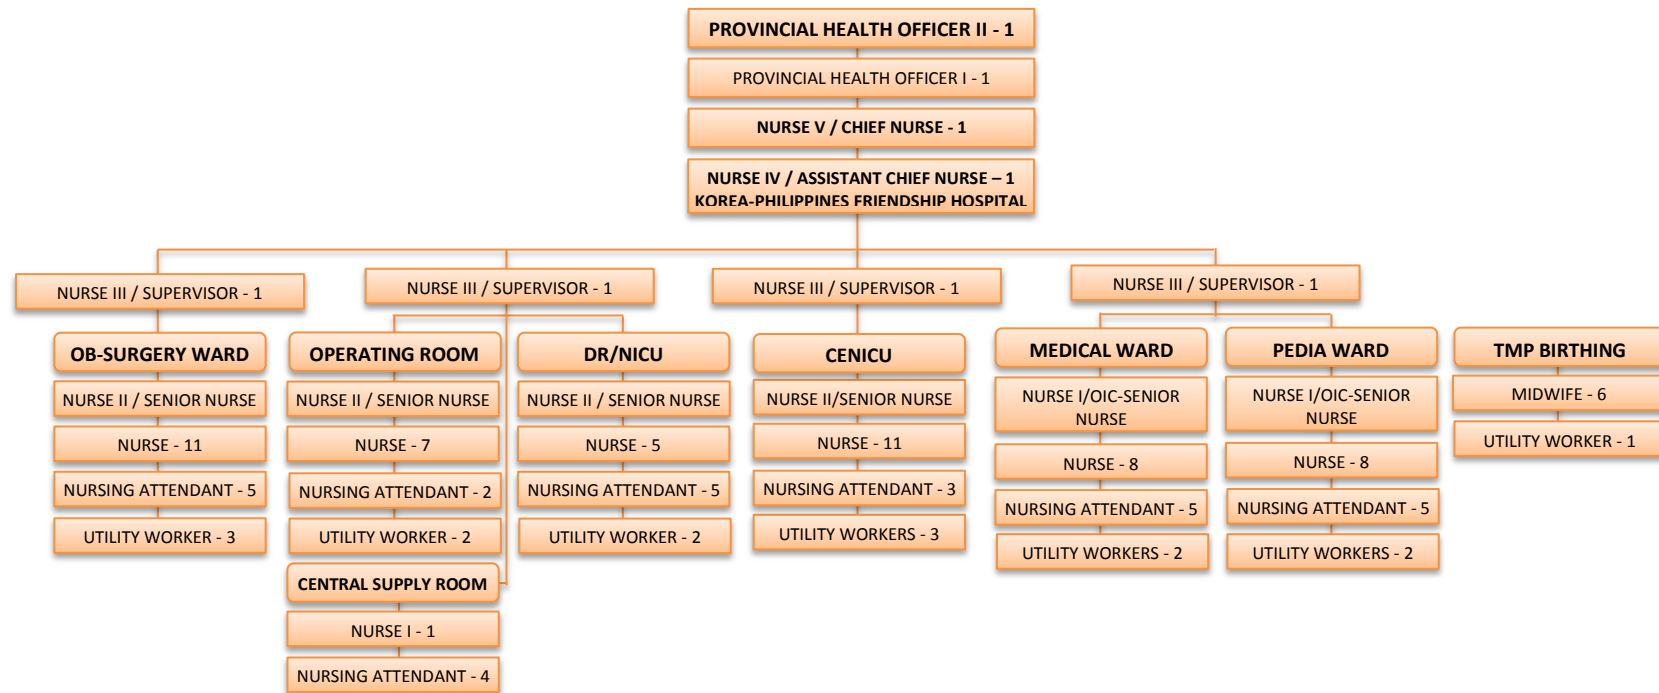 PROVINCIAL HEALTH OFFICER II - 1
PROVINCIAL HEALTH OFFICER I - 1
NURSE V / CHIEF NURSE - 1
NURSE IV / ASSISTANT CHIEF NURSE – 1
KOREA-PHILIPPINES FRIENDSHIP HOSPITAL
NURSE III / SUPERVISOR - 1
OB-SURGERY WARD
NURSE II / SENIOR NURSE
NURSE - 11
NURSING ATTENDANT - 5
UTILITY WORKER - 3
NURSE III / SUPERVISOR - 1
OPERATING ROOM
NURSE II / SENIOR NURSE
NURSE - 7
NURSING ATTENDANT - 2
UTILITY WORKER - 2
CENTRAL SUPPLY ROOM
NURSE I - 1
NURSING ATTENDANT - 4
DR/NICU
NURSE II / SENIOR NURSE
NURSE - 5
NURSING ATTENDANT - 5
UTILITY WORKER - 2
NURSE III / SUPERVISOR - 1
CENICU
NURSE II/SENIOR NURSE
NURSE - 11
NURSING ATTENDANT - 3
UTILITY WORKERS - 3
NURSE III / SUPERVISOR - 1
MEDICAL WARD
NURSE I/OIC-SENIOR
NURSE
NURSE - 8
NURSING ATTENDANT - 5
UTILITY WORKERS - 2
PEDIA WARD
NURSE I/OIC-SENIOR
NURSE
NURSE - 8
NURSING ATTENDANT - 5
UTILITY WORKERS - 2
TMP BIRTHING
MIDWIFE - 6
UTILITY WORKER - 1